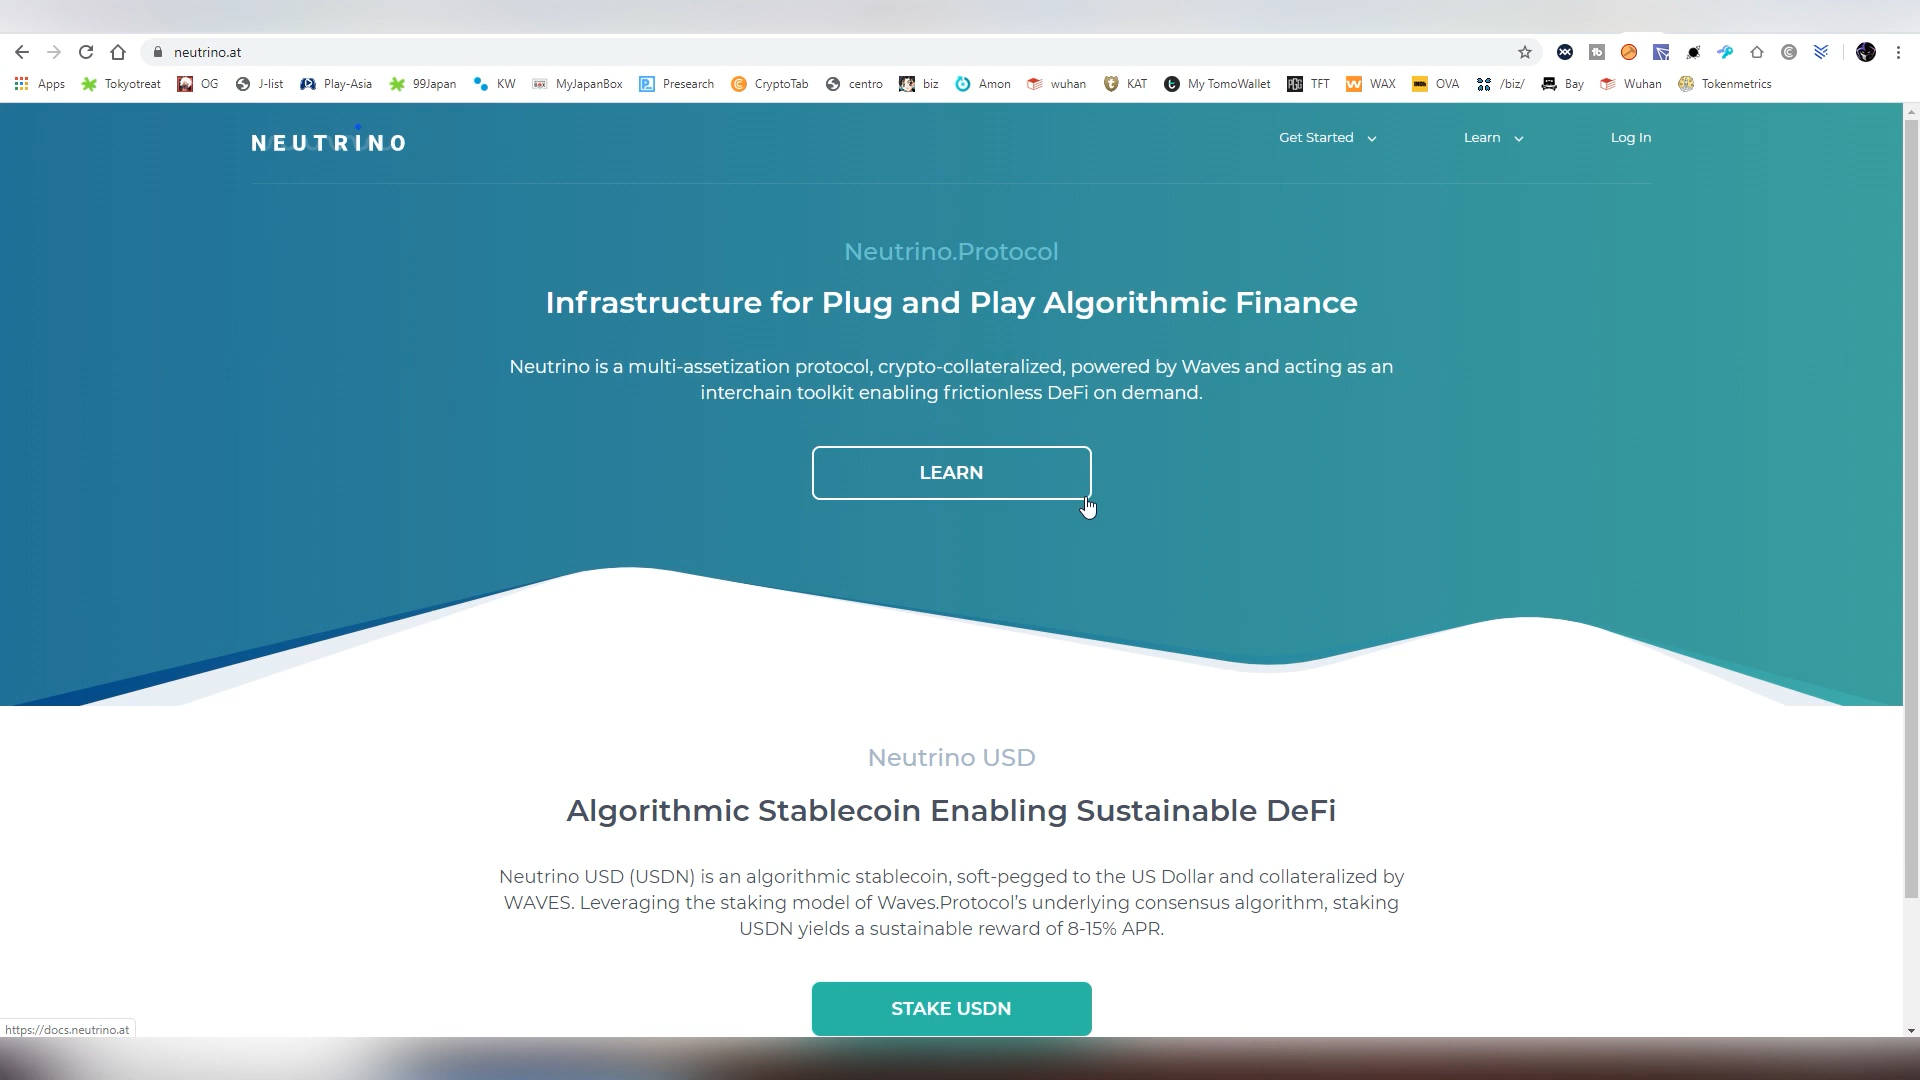 neutrino.at
Apps Tokyotreat OG J-list Play-Asia 99Japan KW MyJapanBox Presearch CryptoTab centro biz Amon wuhan KAT My TomoWallet TFT WAX OVA /biz/ Bay Wuhan Tokenmetrics
NEUTRiNO
Get Started Learn Log In
Neutrino.Protocol
Infrastructure for Plug and Play Algorithmic Finance
Neutrino is a multi-assetization protocol, crypto-collateralized, powered by Waves and acting as an
interchain toolkit enabling frictionless DeFi on demand.
LEARN
Neutrino USD
Algorithmic Stablecoin Enabling Sustainable DeFi
Neutrino USD (USDN) is an algorithmic stablecoin, soft-pegged to the US Dollar and collateralized by
WAVES. Leveraging the staking model of Waves.Protocol’s underlying consensus algorithm, staking
USDN yields a sustainable reward of 8-15% APR.
STAKE USDN
https://docs.neutrino.at